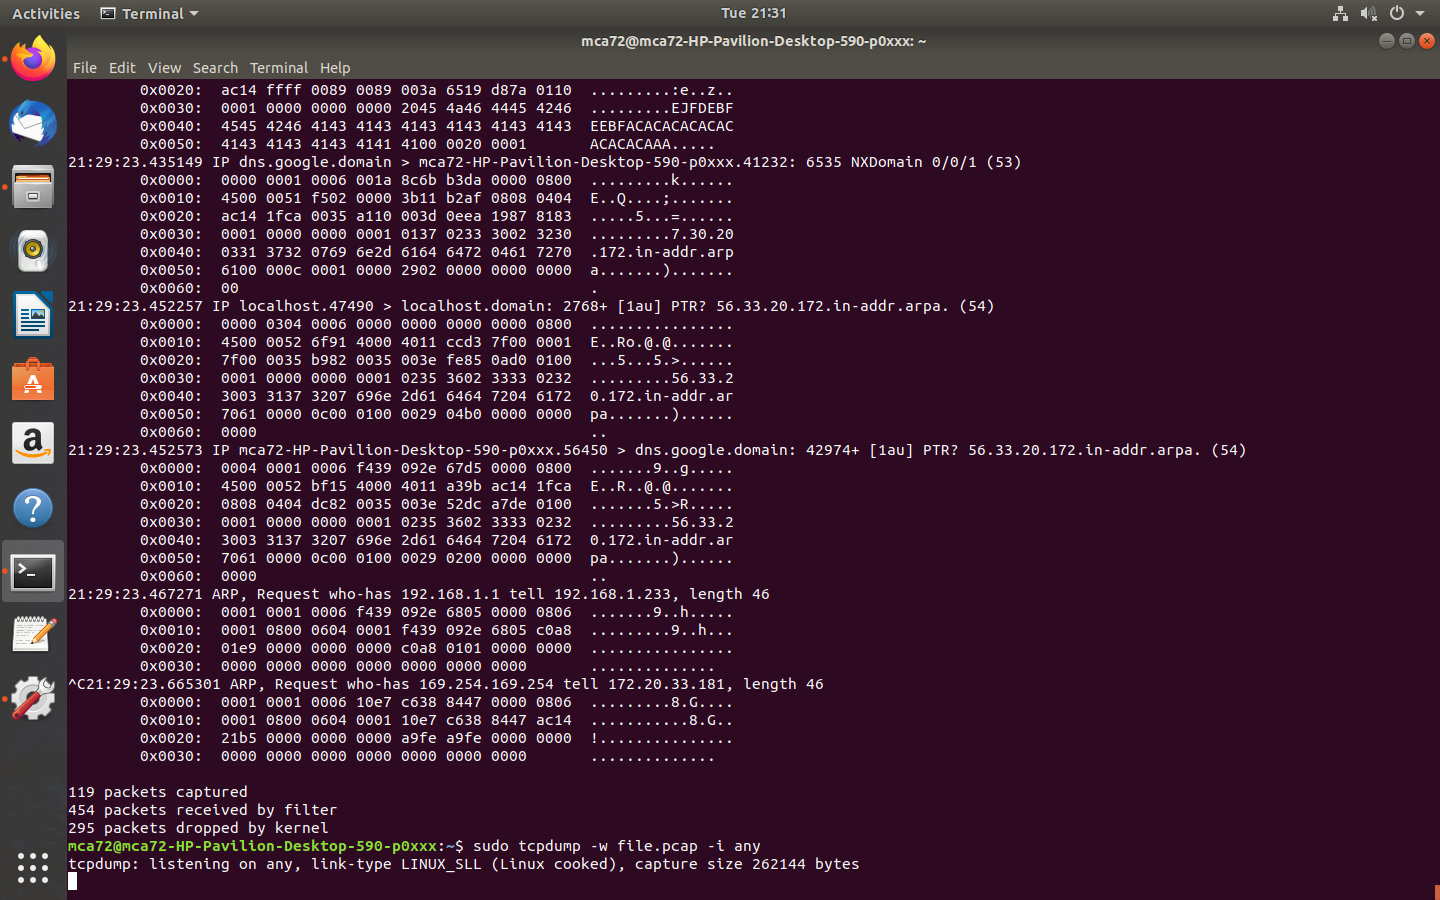 Activities
Terminal
Tue 21:31
mca72@mca72-HP-Pavilion-Desktop-590-p0xxx: ~
File Edit View Search Terminal Help
0x0020:  ac14 ffff 0089 0089 003a 6519 d87a 0110  .........:e..z..
0x0030:  0001 0000 0000 0000 2045 4a46 4445 4246  .........EJFDEBF
0x0040:  4545 4246 4143 4143 4143 4143 4143 4143  EEBFACACACACACAC
0x0050:  4143 4143 4143 4141 4100 0020 0001       ACACACAAA.....
21:29:23.435149 IP dns.google.domain > mca72-HP-Pavilion-Desktop-590-p0xxx.41232: 6535 NXDomain 0/0/1 (53)
0x0000:  0000 0001 0006 001a 8c6b b3da 0000 0800  .........k......
0x0010:  4500 0051 f502 0000 3b11 b2af 0808 0404  E..Q....;.......
0x0020:  ac14 1fca 0035 a110 003d 0eea 1987 8183  .....5...=......
0x0030:  0001 0000 0000 0001 0137 0233 3002 3230  .........7.30.20
0x0040:  0331 3732 0769 6e2d 6164 6472 0461 7270  .172.in-addr.arp
0x0050:  6100 000c 0001 0000 2902 0000 0000 0000  a.......).......
0x0060:  00                                       .
21:29:23.452257 IP localhost.47490 > localhost.domain: 2768+ [1au] PTR? 56.33.20.172.in-addr.arpa. (54)
0x0000:  0000 0304 0006 0000 0000 0000 0000 0800  ................
0x0010:  4500 0052 6f91 4000 4011 ccd3 7f00 0001  E..Ro.@.@.......
0x0020:  7f00 0035 b982 0035 003e fe85 0ad0 0100  ...5...5.>......
0x0030:  0001 0000 0000 0001 0235 3602 3333 0232  .........56.33.2
0x0040:  3003 3137 3207 696e 2d61 6464 7204 6172  0.172.in-addr.ar
0x0050:  7061 0000 0c00 0100 0029 04b0 0000 0000  pa.......)......
0x0060:  0000                                     ..
21:29:23.452573 IP mca72-HP-Pavilion-Desktop-590-p0xxx.56450 > dns.google.domain: 42974+ [1au] PTR? 56.33.20.172.in-addr.arpa. (54)
0x0000:  0004 0001 0006 f439 092e 67d5 0000 0800  .......9..g.....
0x0010:  4500 0052 bf15 4000 4011 a39b ac14 1fca  E..R..@.@.......
0x0020:  0808 0404 dc82 0035 003e 52dc a7de 0100  .......5.>R.....
0x0030:  0001 0000 0000 0001 0235 3602 3333 0232  .........56.33.2
0x0040:  3003 3137 3207 696e 2d61 6464 7204 6172  0.172.in-addr.ar
0x0050:  7061 0000 0c00 0100 0029 0200 0000 0000  pa.......)......
0x0060:  0000                                     ..
21:29:23.467271 ARP, Request who-has 192.168.1.1 tell 192.168.1.233, length 46
0x0000:  0001 0001 0006 f439 092e 6805 0000 0806  .......9..h.....
0x0010:  0001 0800 0604 0001 f439 092e 6805 c0a8  .........9..h...
0x0020:  01e9 0000 0000 0000 c0a8 0101 0000 0000  ................
0x0030:  0000 0000 0000 0000 0000 0000 0000       ..............
^C21:29:23.665301 ARP, Request who-has 169.254.169.254 tell 172.20.33.181, length 46
0x0000:  0001 0001 0006 10e7 c638 8447 0000 0806  .........8.G....
0x0010:  0001 0800 0604 0001 10e7 c638 8447 ac14  ...........8.G..
0x0020:  21b5 0000 0000 0000 a9fe a9fe 0000 0000  !...............
0x0030:  0000 0000 0000 0000 0000 0000 0000       ..............
119 packets captured
454 packets received by filter
295 packets dropped by kernel
mca72@mca72-HP-Pavilion-Desktop-590-p0xxx:~$ sudo tcpdump -w file.pcap -i any
tcpdump: listening on any, link-type LINUX_SLL (Linux cooked), capture size 262144 bytes